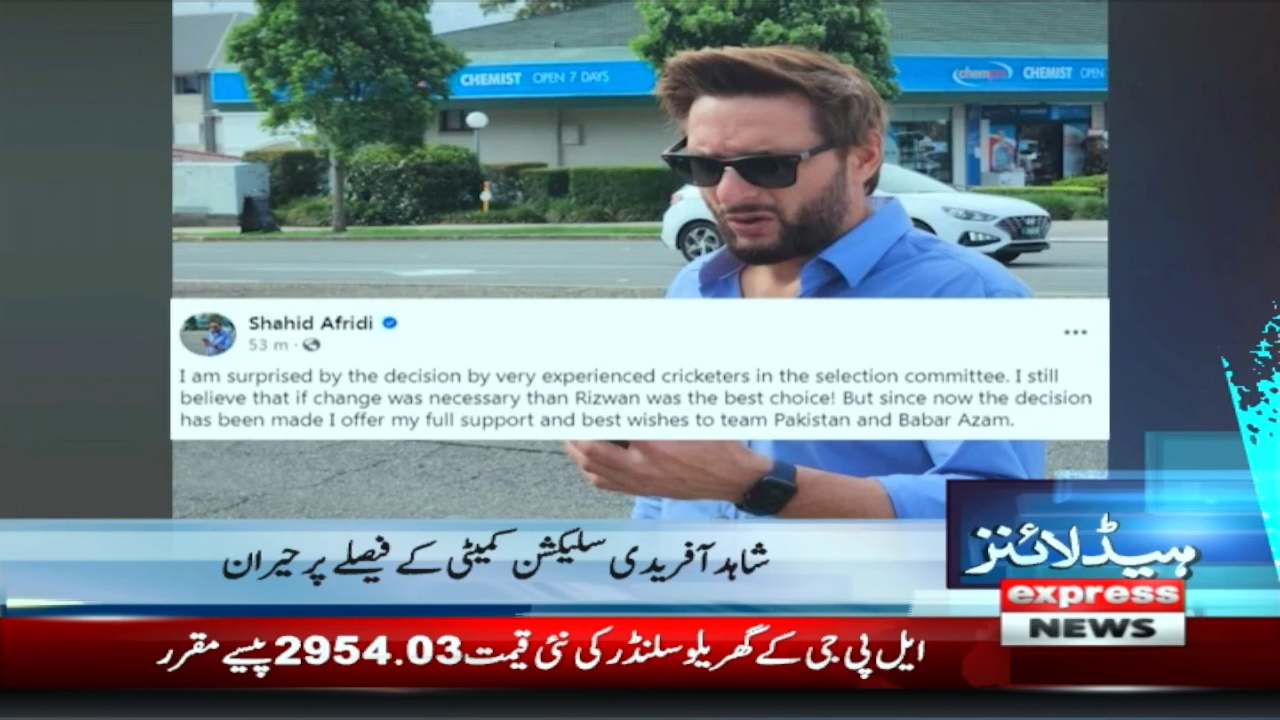 CHEMIST OPEN 7 DAYS
chempro CHEMIST OPEN
Shahid Afridi
53 m
I am surprised by the decision by very experienced cricketers in the selection committee. I still
believe that if change was necessary than Rizwan was the best choice! But since now the decision
has been made I offer my full support and best wishes to team Pakistan and Babar Azam.
شاہد آفریدی سلیکشن کمیٹی کے فیصلے پر حیران
ہیڈلائنز
express
NEWS
ایل پی جی کے گھریلو سلنڈر کی نئی قیمت 2954.03 پیسے مقرر